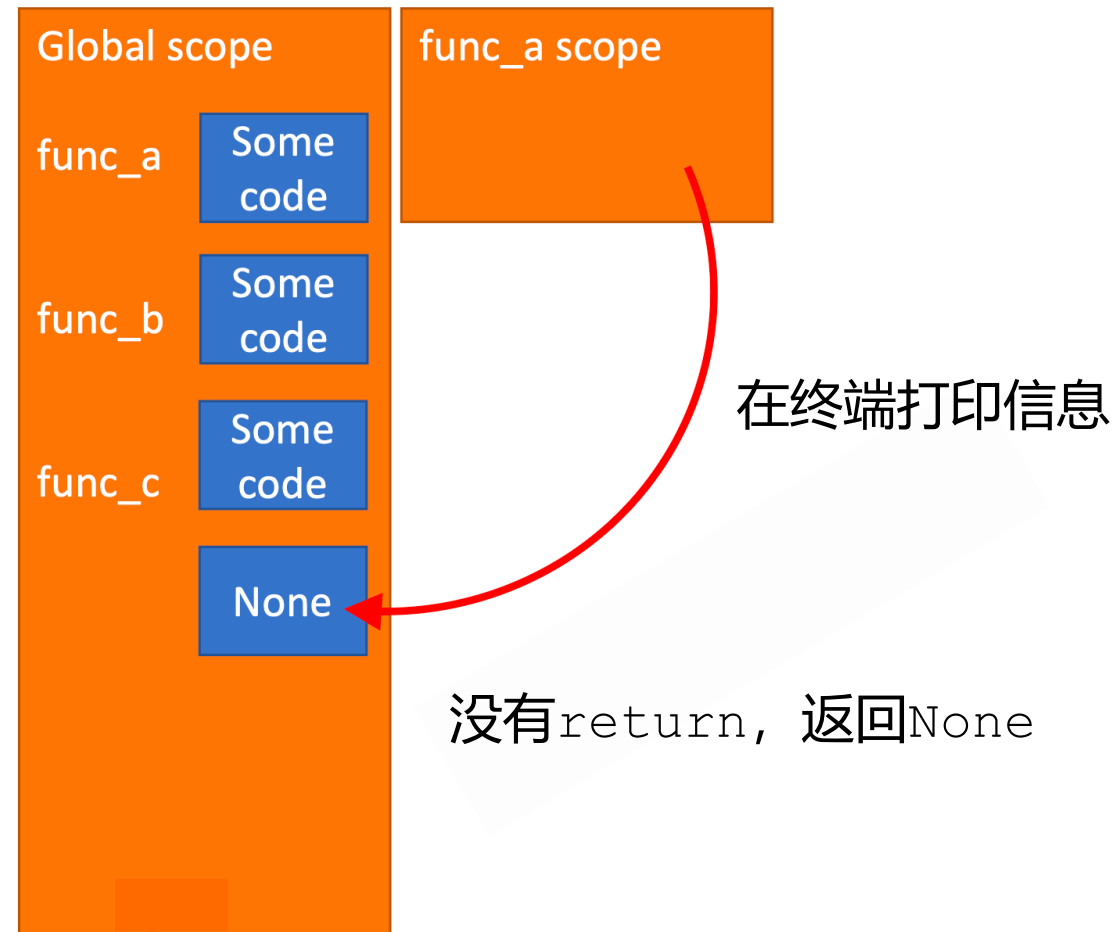 Global scope
func_a scope
func_a
Some
code
func_b
Some
code
func_c
Some
code
None
在终端打印信息
没有return，返回None